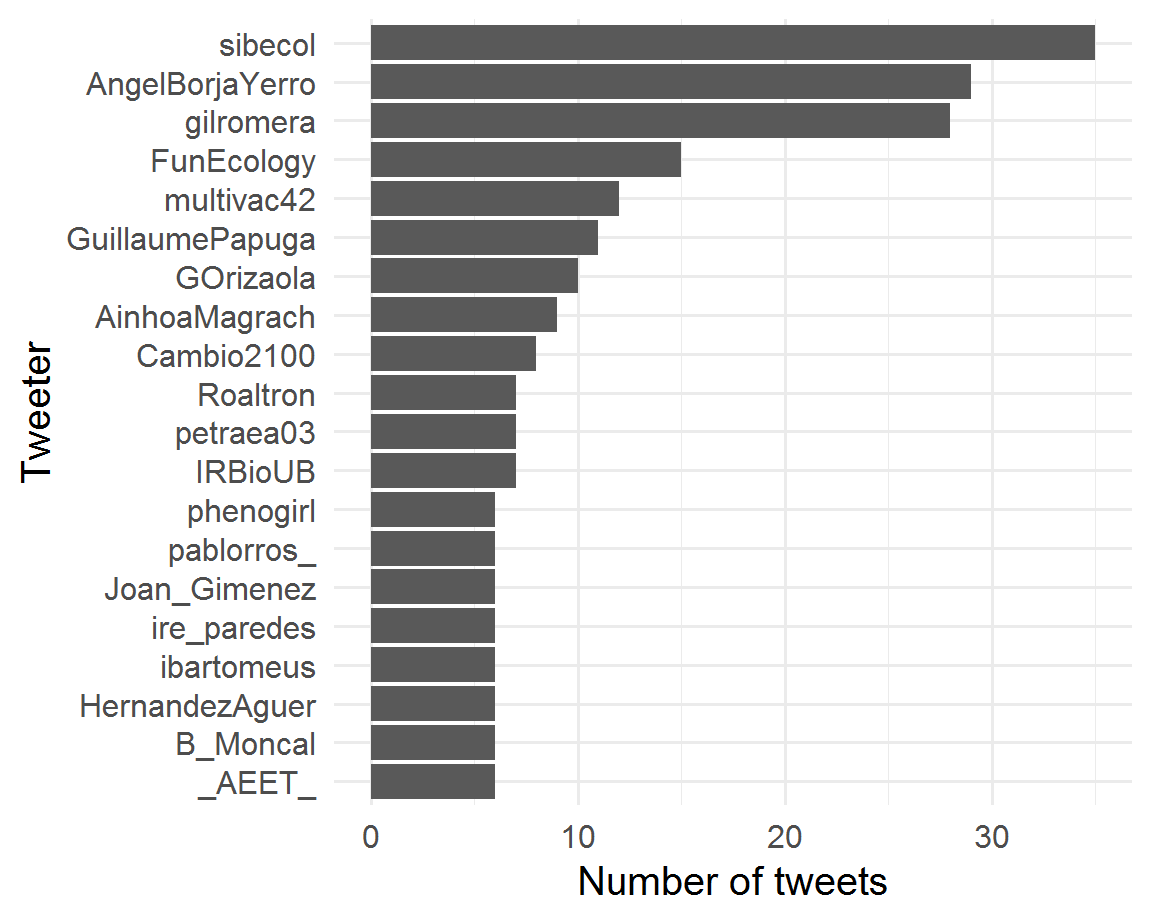 sibecol
AngelBorjaYerro
gilromera
FunEcology
multivac42
GuillaumePapuga
GOrizaola
AinhoaMagrach
Cambio2100
Roaltron
petraea03
IRBioUB
phenogirl
pablorros_
Joan_Gimenez
ire_paredes
ibartomeus
HernandezAguer
B_Moncal
_AEET_
Tweeter
0 10 20 30
Number of tweets